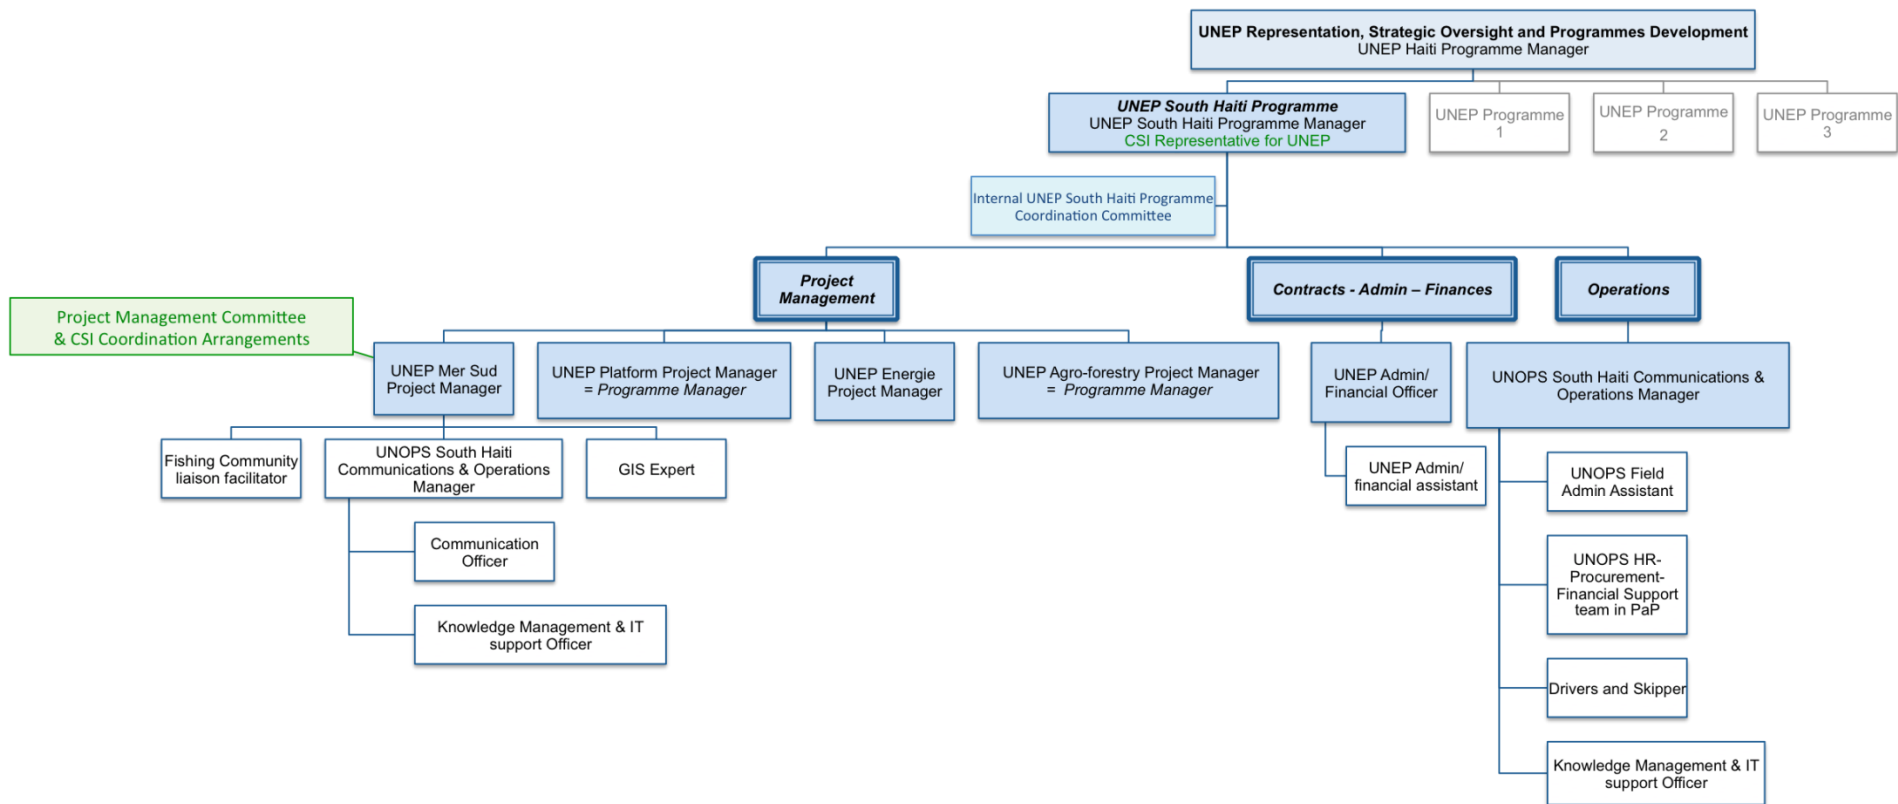 UNEP Representation, Strategic Oversight and Programmes Development
UNEP Haiti Programme Manager
UNEP South Haiti Programme
UNEP South Haiti Programme Manager
CSI Representative for UNEP
UNEP Programme
1
UNEP Programme
2
UNEP Programme
3
Internal UNEP South Haiti Programme
Coordination Committee
Project
Management
Contracts - Admin – Finances
Operations
Project Management Committee
& CSI Coordination Arrangements
UNEP Mer Sud
Project Manager
UNEP Platform Project Manager
= Programme Manager
UNEP Energie
Project Manager
UNEP Agro-forestry Project Manager
= Programme Manager
UNEP Admin/
Financial Officer
UNOPS South Haiti Communications &
Operations Manager
Fishing Community
liaison facilitator
UNOPS South Haiti
Communications & Operations
Manager
GIS Expert
UNEP Admin/
financial assistant
UNOPS Field
Admin Assistant
Communication
Officer
UNOPS HR-
Procurement-
Financial Support
team in PaP
Knowledge Management & IT
support Officer
Drivers and Skipper
Knowledge Management & IT
support Officer